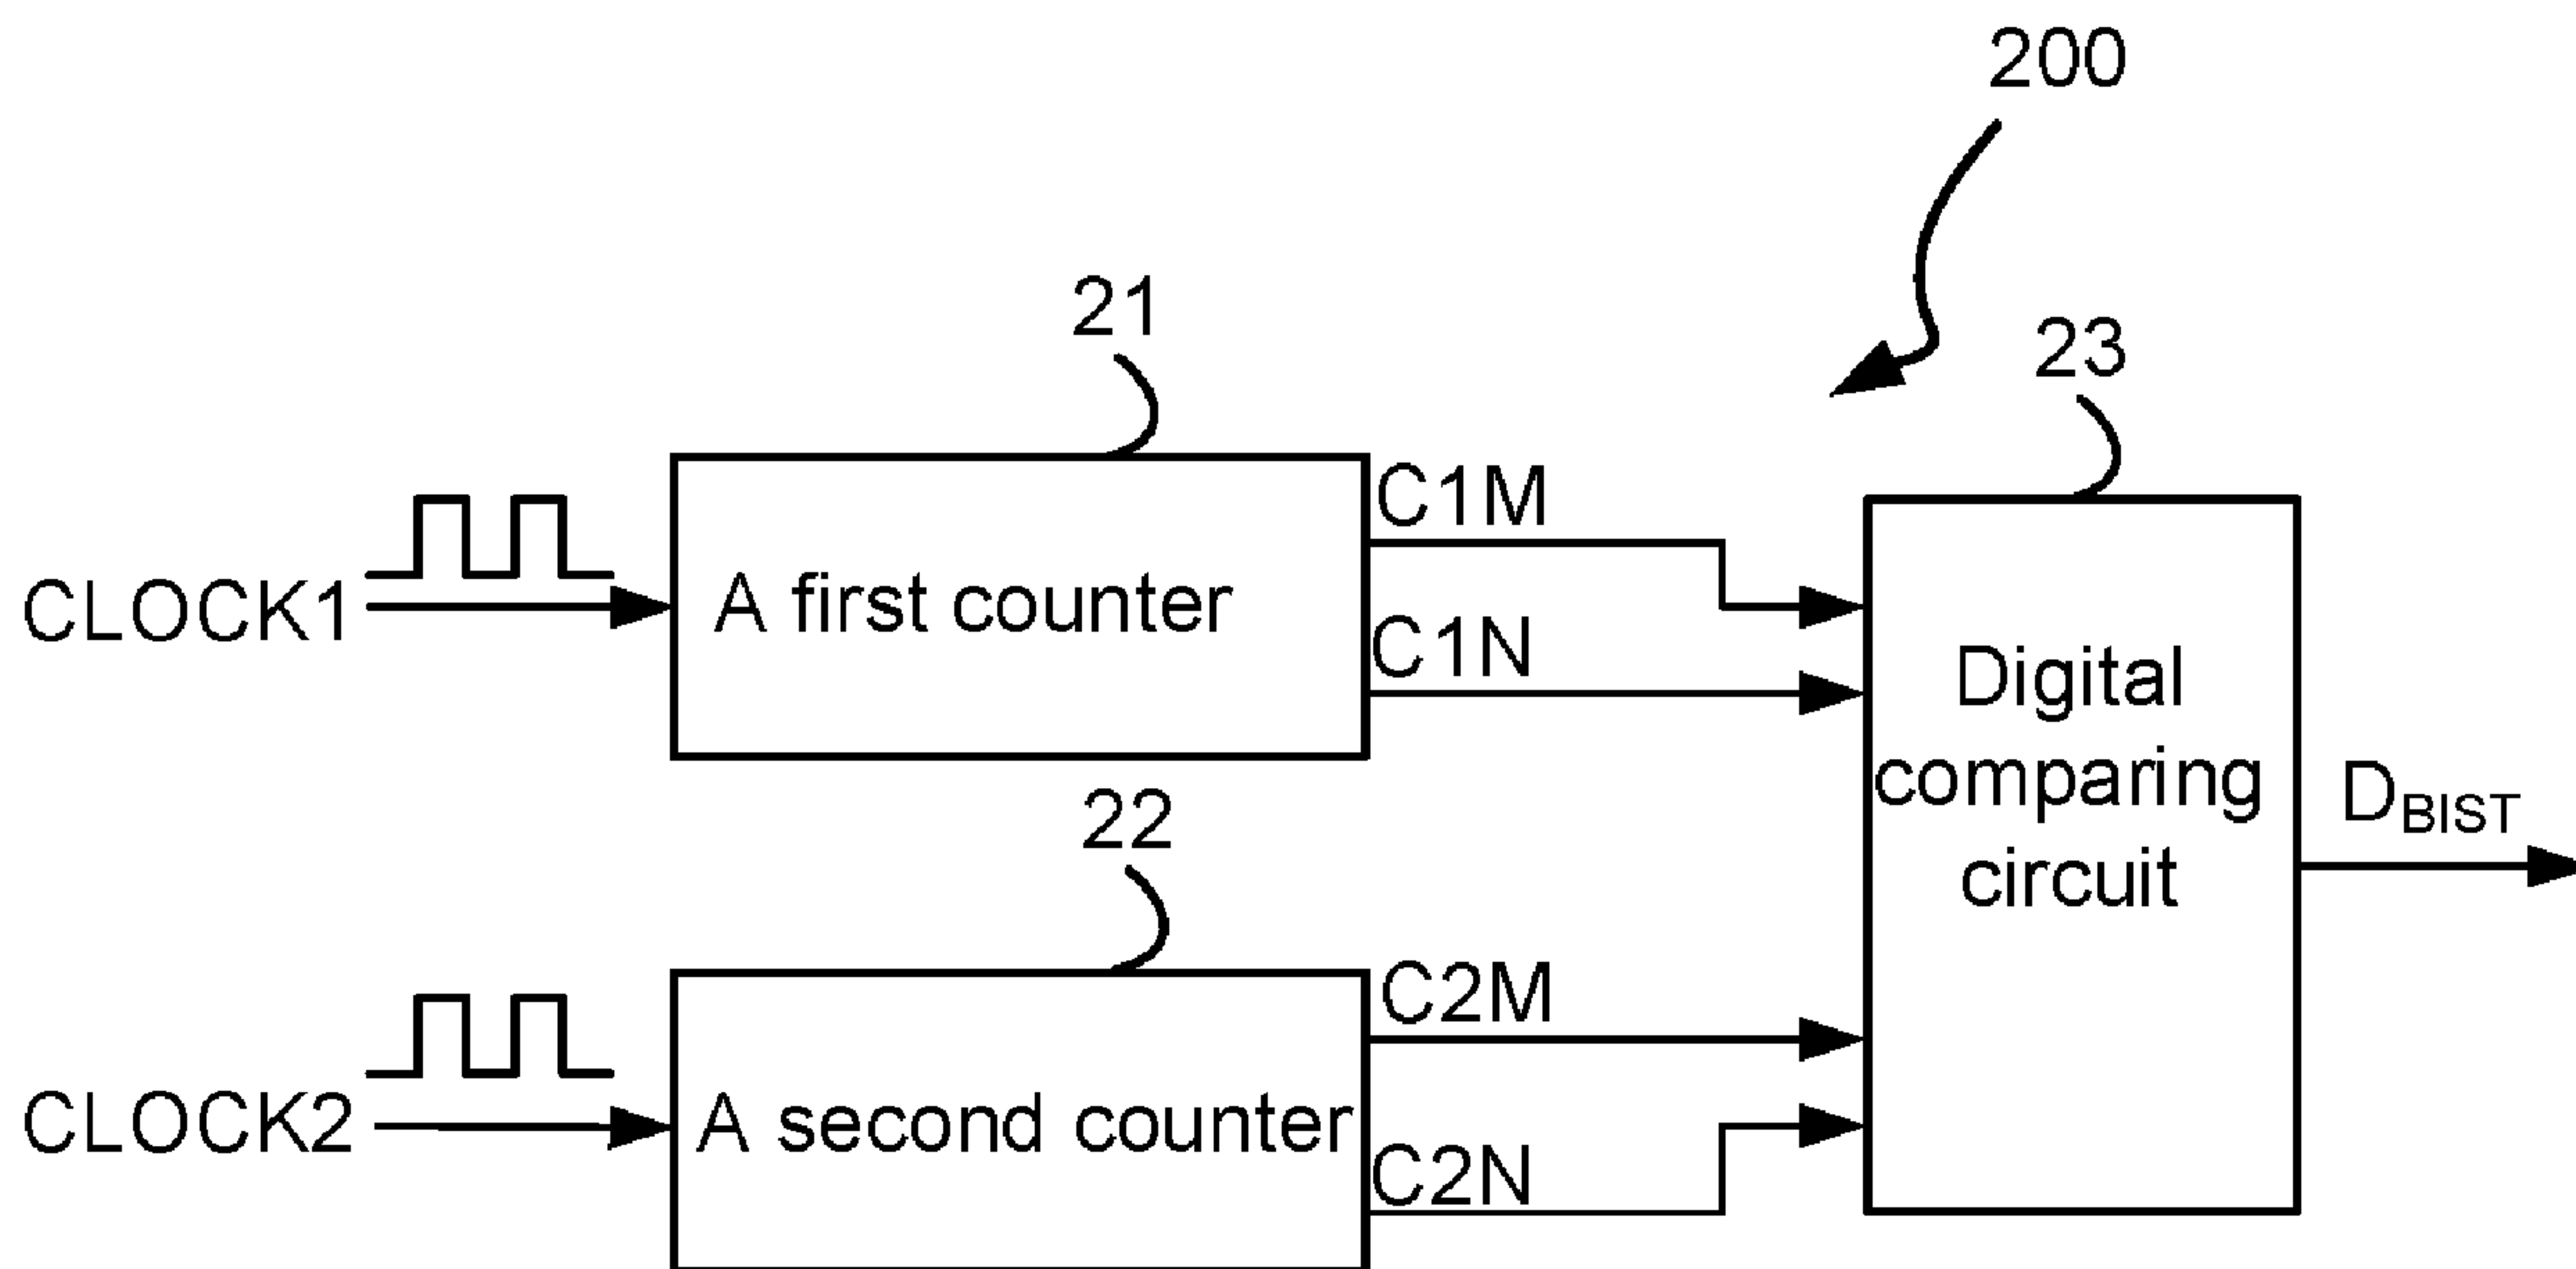 200
21
23
C1M
CLOCK1
A first counter
C1N
Digital
comparing
circuit
D_BIST
22
C2M
CLOCK2
A second counter
C2N